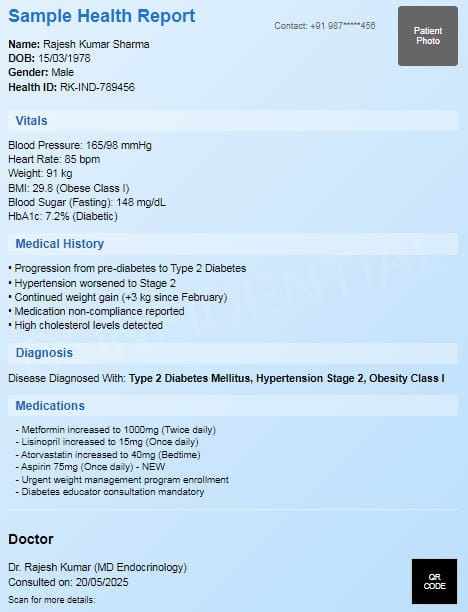 Sample Health Report
Contact: +91 987*****456
Patient
Photo
Name: Rajesh Kumar Sharma
DOB: 15/03/1978
Gender: Male
Health ID: RK-IND-789456
Vitals
Blood Pressure: 165/98 mmHg
Heart Rate: 85 bpm
Weight: 91 kg
BMI: 29.8 (Obese Class I)
Blood Sugar (Fasting): 148 mg/dL
HbA1c: 7.2% (Diabetic)
Medical History
• Progression from pre-diabetes to Type 2 Diabetes
• Hypertension worsened to Stage 2
• Continued weight gain (+3 kg since February)
• Medication non-compliance reported
• High cholesterol levels detected
CONFIDENTIAL
Diagnosis
Disease Diagnosed With: Type 2 Diabetes Mellitus, Hypertension Stage 2, Obesity Class I
Medications
- Metformin increased to 1000mg (Twice daily)
- Lisinopril increased to 15mg (Once daily)
- Atorvastatin increased to 40mg (Bedtime)
- Aspirin 75mg (Once daily) - NEW
- Urgent weight management program enrollment
- Diabetes educator consultation mandatory
Doctor
Dr. Rajesh Kumar (MD Endocrinology)
Consulted on: 20/05/2025
Scan for more details:
QR
CODE